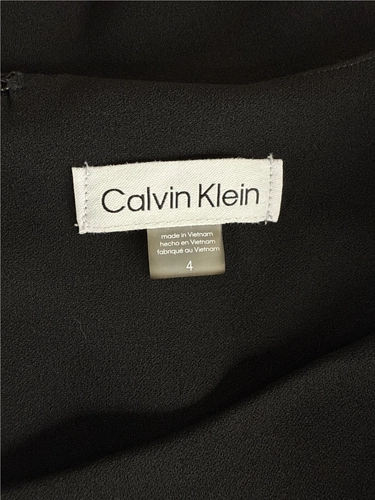 Calvin Klein
made in Vietnam
hecho en Vietnam
fabriqué au Vietnam
4